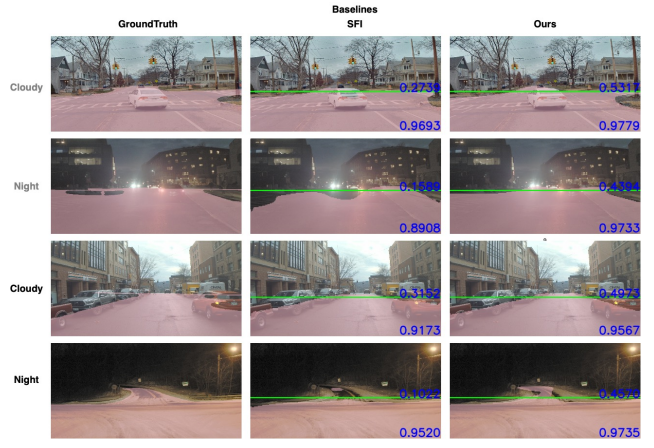 Baselines
GroundTruth SFI Ours
Cloudy
0.2739 0.5317
0.9693 0.9779
Night
0.1589 0.4394
0.8908 0.9733
Cloudy
0.3152 0.4973
0.9173 0.9567
Night
0.1022 0.4570
0.9520 0.9735